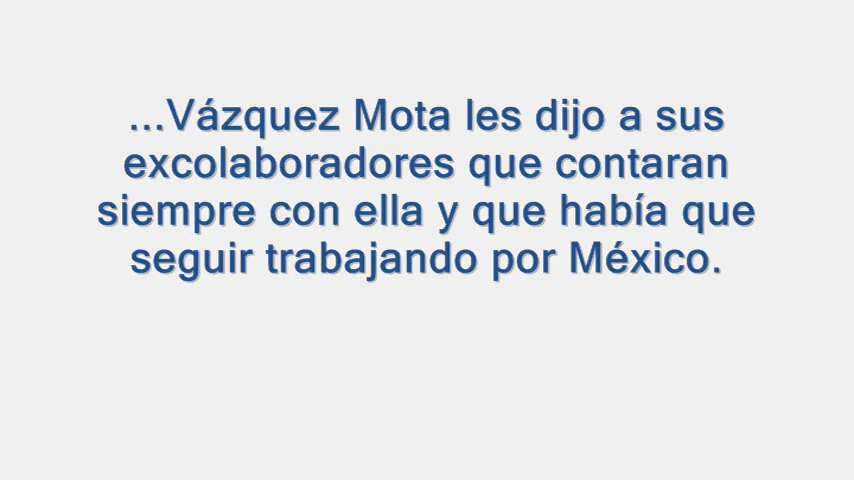 ...Vázquez Mota les dijo a sus
excolaboradores que contaran
siempre con ella y que había que
seguir trabajando por México.